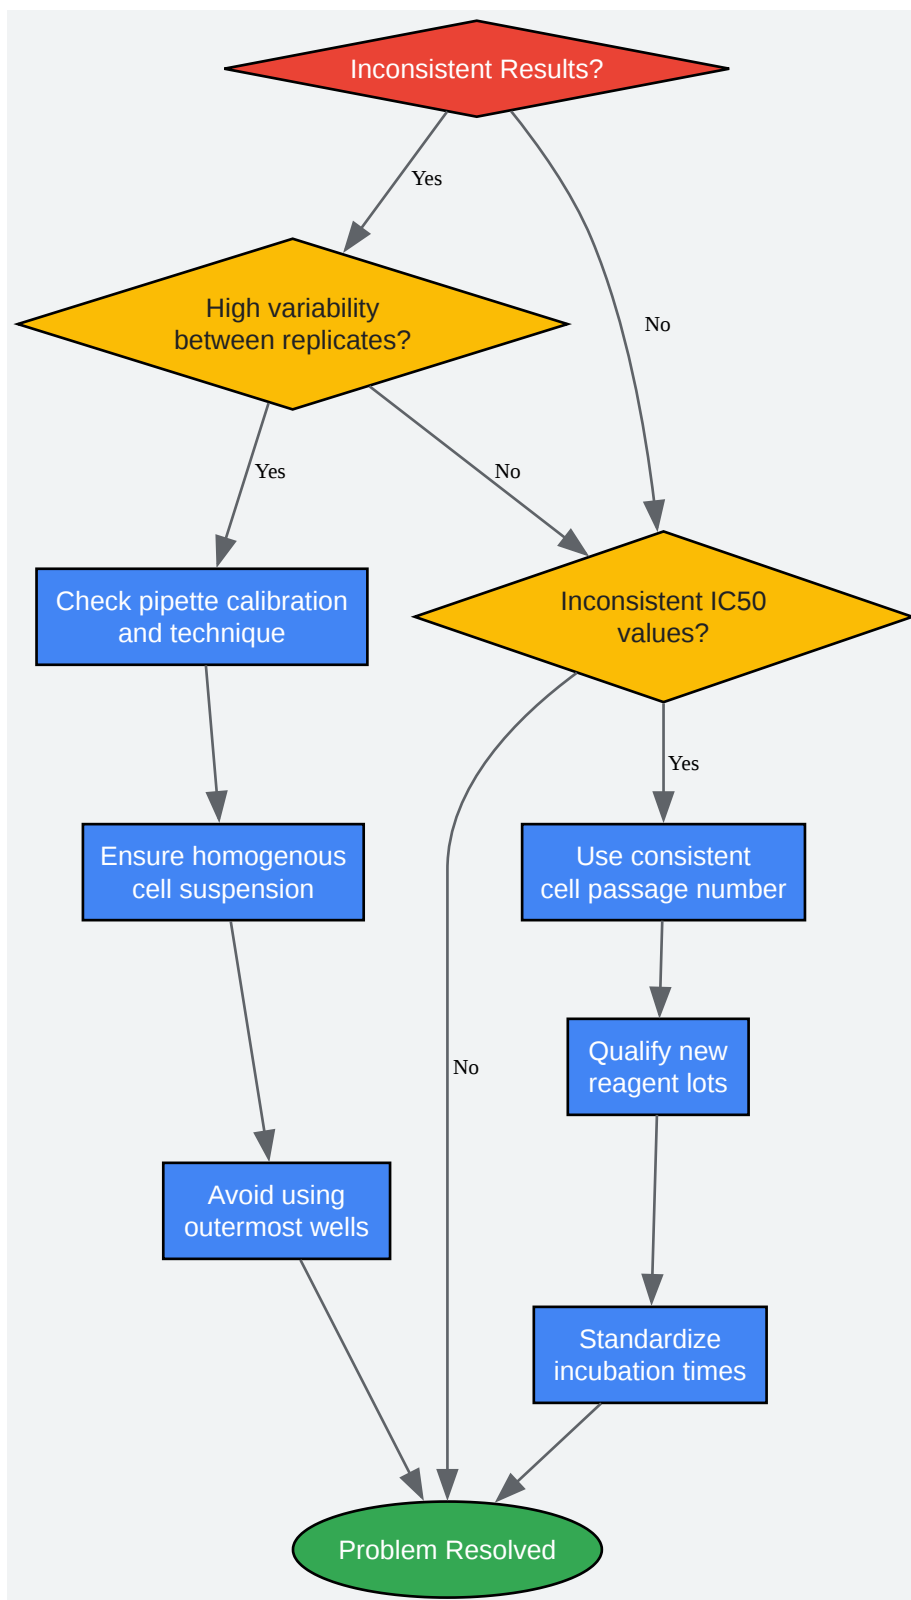 Inconsistent Results?
Yes
High variability
between replicates?
No
Yes
No
Check pipette calibration
and technique
Inconsistent IC50
values?
Yes
Ensure homogenous
cell suspension
Use consistent
cell passage number
Qualify new
reagent lots
No
Avoid using
outermost wells
Standardize
incubation times
Problem Resolved